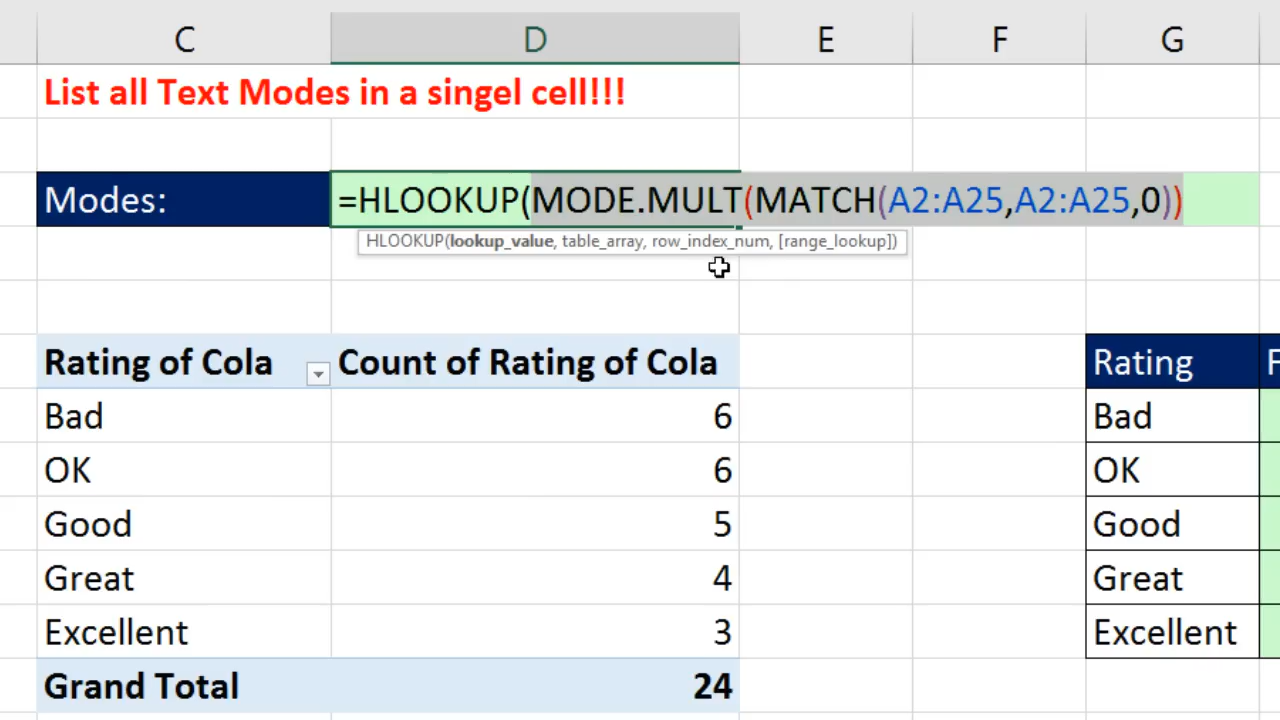 C D E F G
List all Text Modes in a singel cell!!!
Modes: =HLOOKUP(MODE.MULT(MATCH(A2:A25,A2:A25,0))
HLOOKUP(lookup_value, table_array, row_index_num, [range_lookup])
Rating of Cola Count of Rating of Cola Rating F
Bad 6 Bad
OK 6 OK
Good 5 Good
Great 4 Great
Excellent 3 Excellent
Grand Total 24